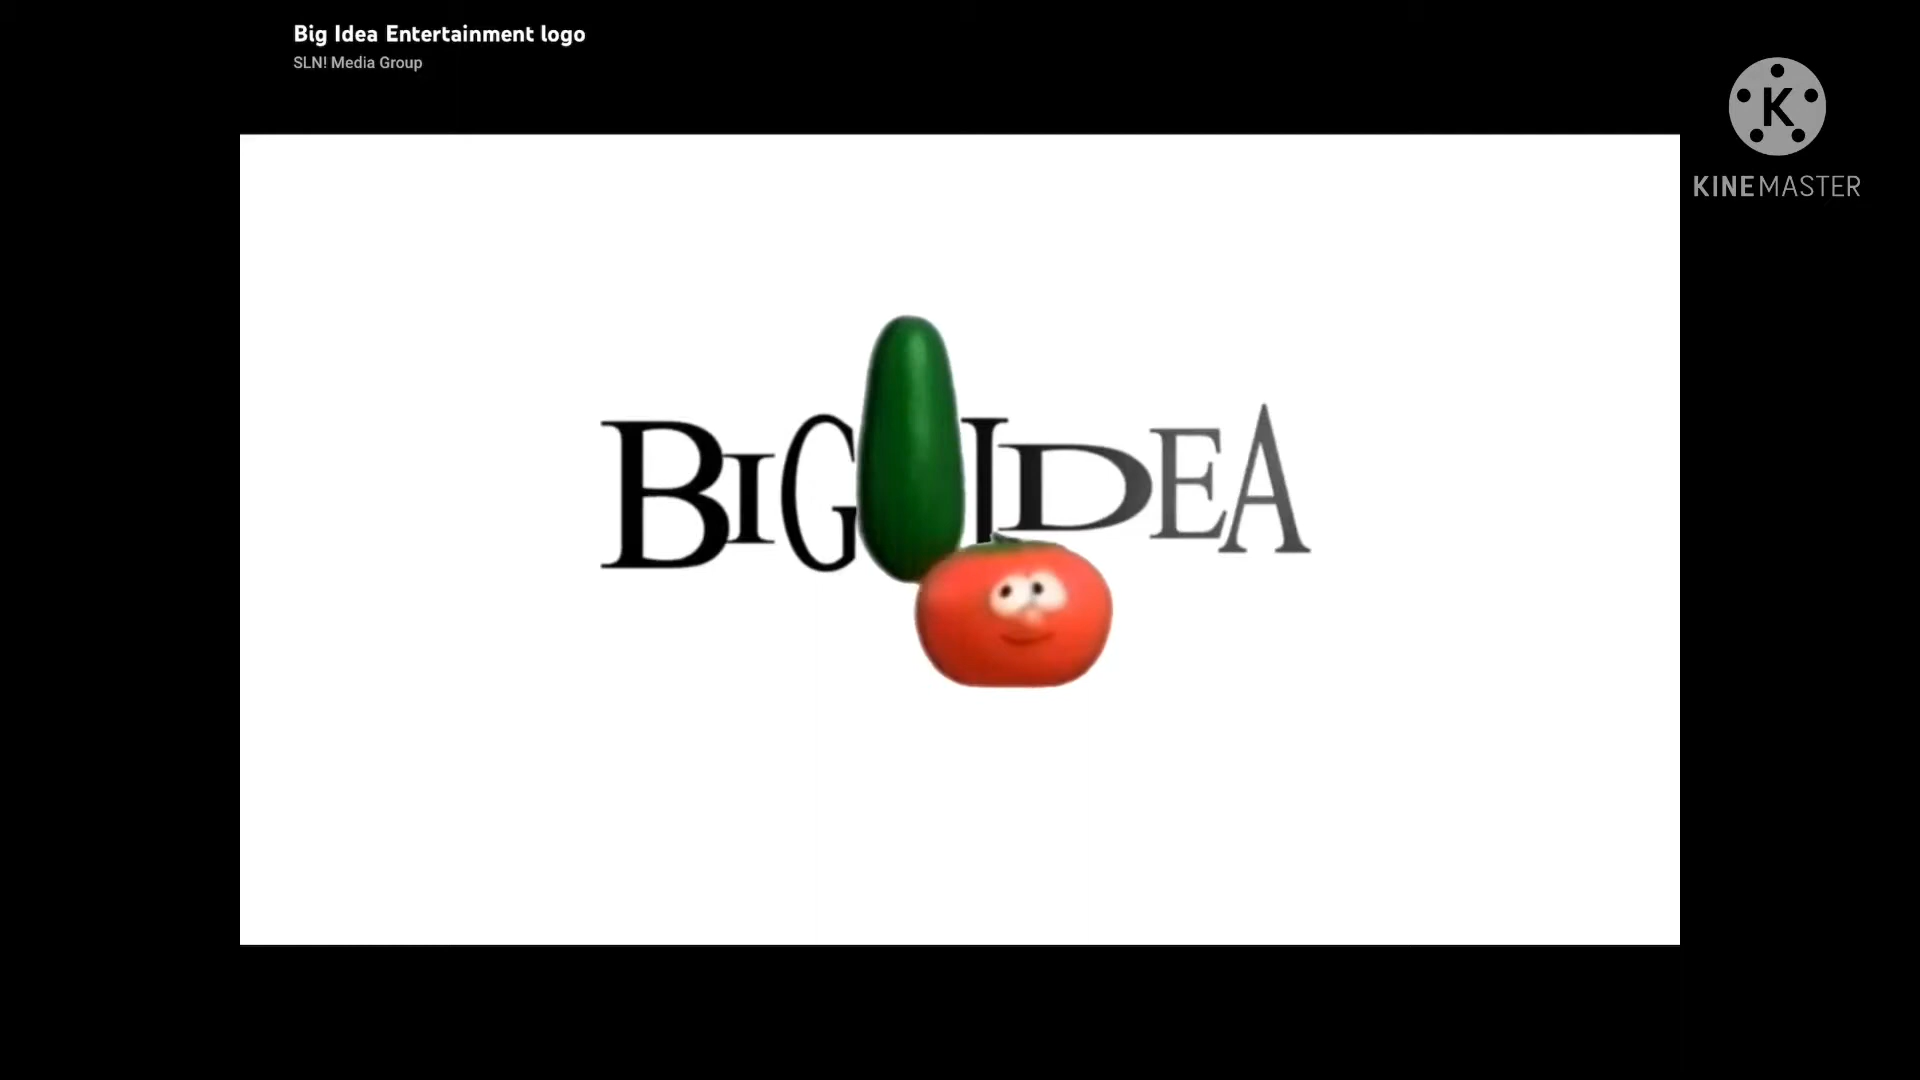 Big Idea Entertainment logo
SLN! Media Group
K
KINEMASTER
BIG IDEA